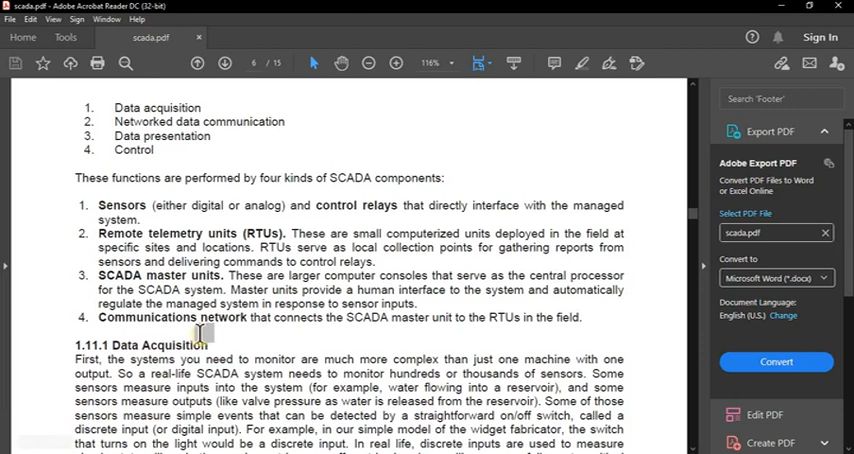 scada.pdf - Adobe Acrobat Reader DC (32-bit)
File Edit View Sign Window Help
Home Tools scada.pdf × Sign In
6 / 15 116%
1. Data acquisition
2. Networked data communication
3. Data presentation
4. Control
These functions are performed by four kinds of SCADA components:
1. Sensors (either digital or analog) and control relays that directly interface with the managed
system.
2. Remote telemetry units (RTUs). These are small computerized units deployed in the field at
specific sites and locations. RTUs serve as local collection points for gathering reports from
sensors and delivering commands to control relays.
3. SCADA master units. These are larger computer consoles that serve as the central processor
for the SCADA system. Master units provide a human interface to the system and automatically
regulate the managed system in response to sensor inputs.
4. Communications network that connects the SCADA master unit to the RTUs in the field.
1.11.1 Data Acquisition
First, the systems you need to monitor are much more complex than just one machine with one
output. So a real-life SCADA system needs to monitor hundreds or thousands of sensors. Some
sensors measure inputs into the system (for example, water flowing into a reservoir), and some
sensors measure outputs (like valve pressure as water is released from the reservoir). Some of those
sensors measure simple events that can be detected by a straightforward on/off switch, called a
discrete input (or digital input). For example, in our simple model of the widget fabricator, the switch
that turns on the light would be a discrete input. In real life, discrete inputs are used to measure
Search 'Footer'
Export PDF
Adobe Export PDF
Convert PDF Files to Word
or Excel Online
Select PDF File
scada.pdf ×
Convert to
Microsoft Word (*.docx)
Document Language:
English (U.S.) Change
Convert
Edit PDF
Create PDF